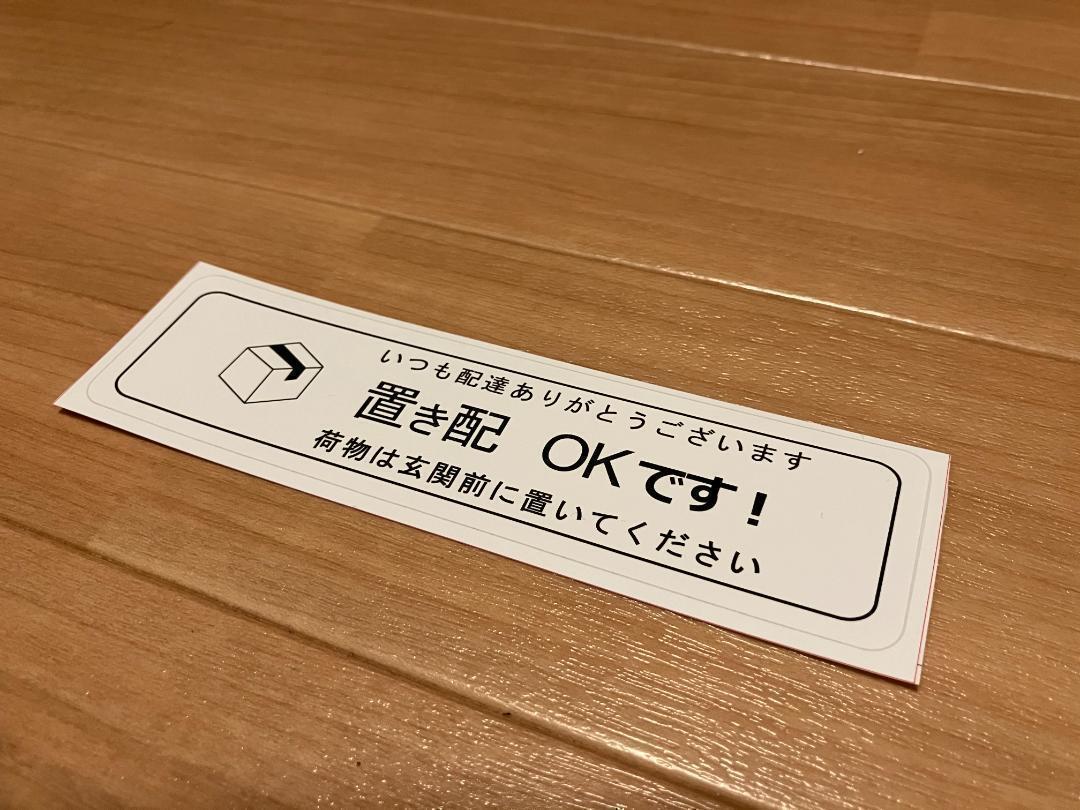 いつも配達ありがとうございます
置き配　OKです！
荷物は玄関前に置いてください